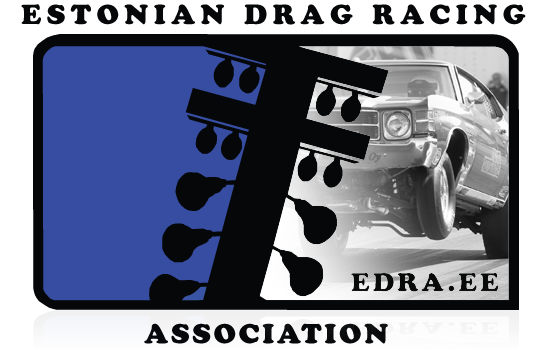 ESTONIAN DRAG RACING
EDRA.EE
ASSOCIATION